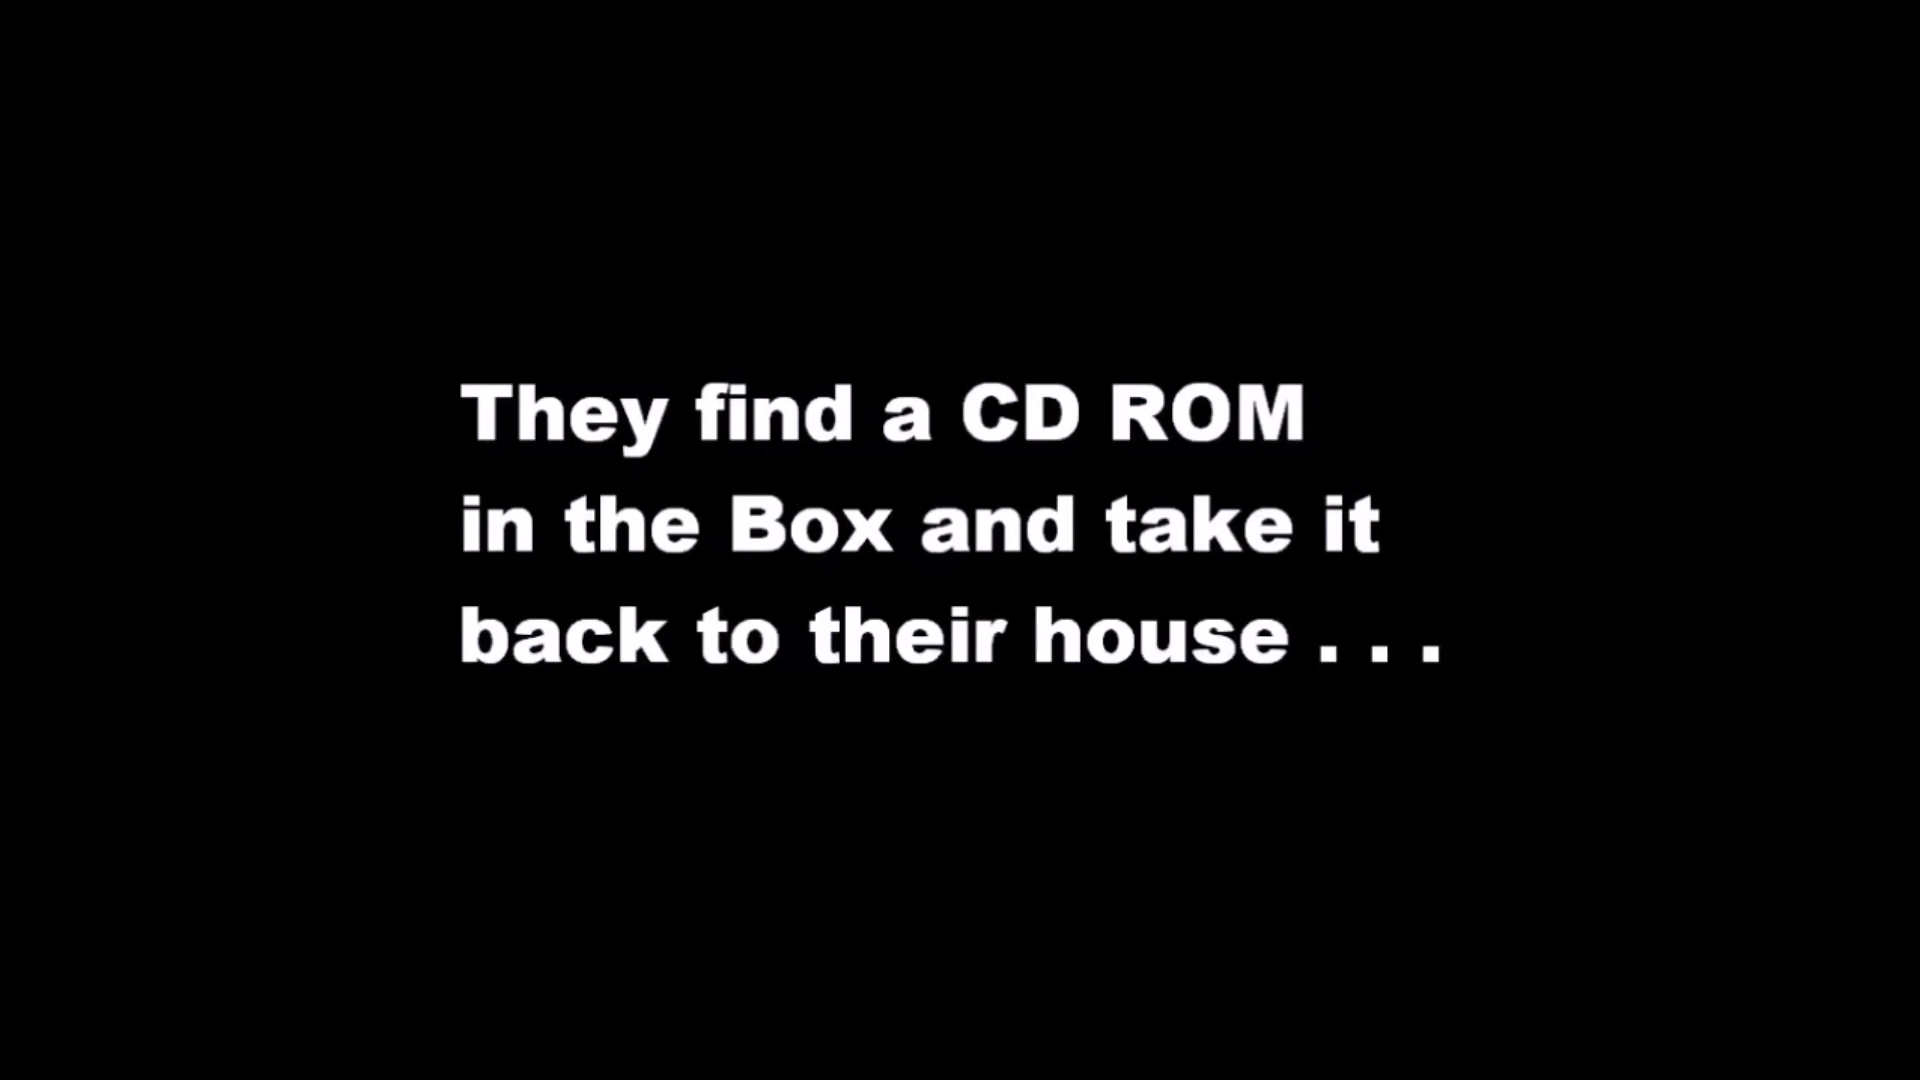 They find a CD ROM
in the Box and take it
back to their house . . .